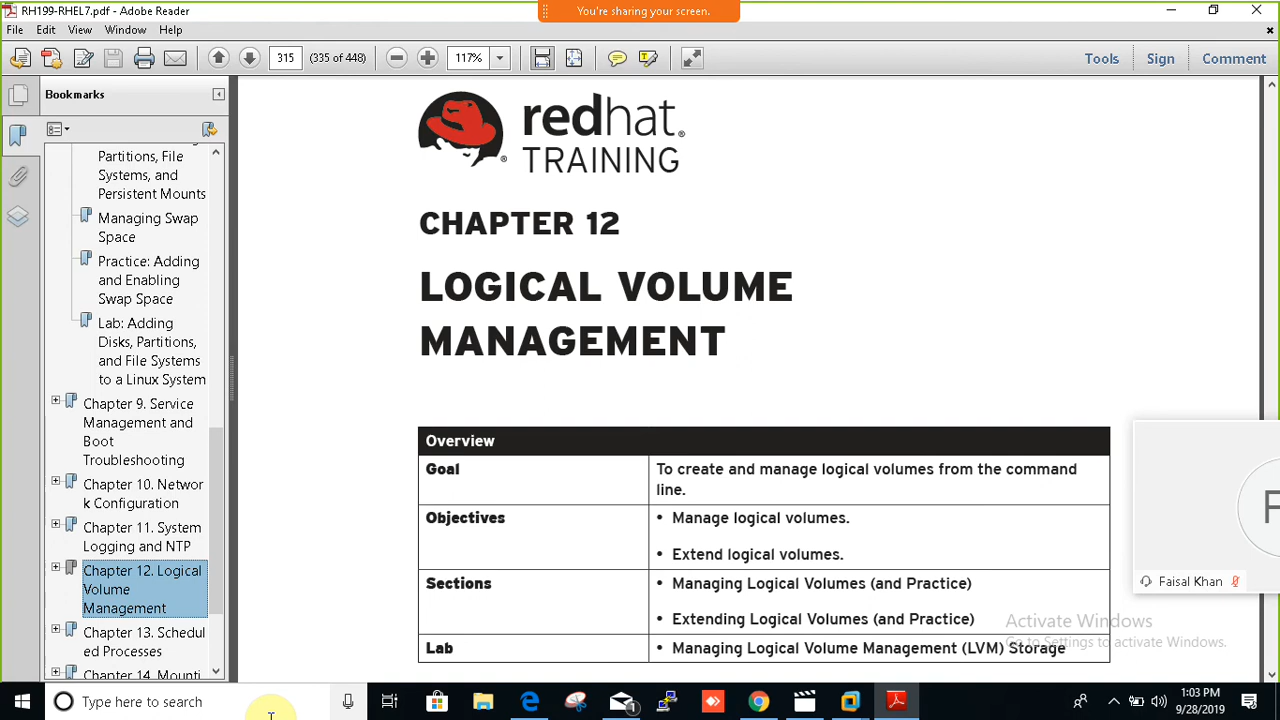 RH199-RHEL7.pdf - Adobe Reader
You're sharing your screen.
File Edit View Window Help
315 (335 of 448) 117% Tools Sign Comment
Bookmarks
Partitions, File
Systems, and
Persistent Mounts
Managing Swap
Space
Practice: Adding
and Enabling
Swap Space
Lab: Adding
Disks, Partitions,
and File Systems
to a Linux System
Chapter 9. Service
Management and
Boot
Troubleshooting
Chapter 10. Networ
k Configuration
Chapter 11. System
Logging and NTP
Chapter 12. Logical
Volume
Management
Chapter 13. Schedul
ed Processes
Chapter 14. Mounti
redhat®
TRAINING
CHAPTER 12
LOGICAL VOLUME
MANAGEMENT
Overview
Goal To create and manage logical volumes from the command
line.
Objectives • Manage logical volumes.
• Extend logical volumes.
Sections • Managing Logical Volumes (and Practice)
• Extending Logical Volumes (and Practice)
Lab • Managing Logical Volume Management (LVM) Storage
F
Faisal Khan
Activate Windows
Go to Settings to activate Windows.
Type here to search
1
1:03 PM
9/28/2019